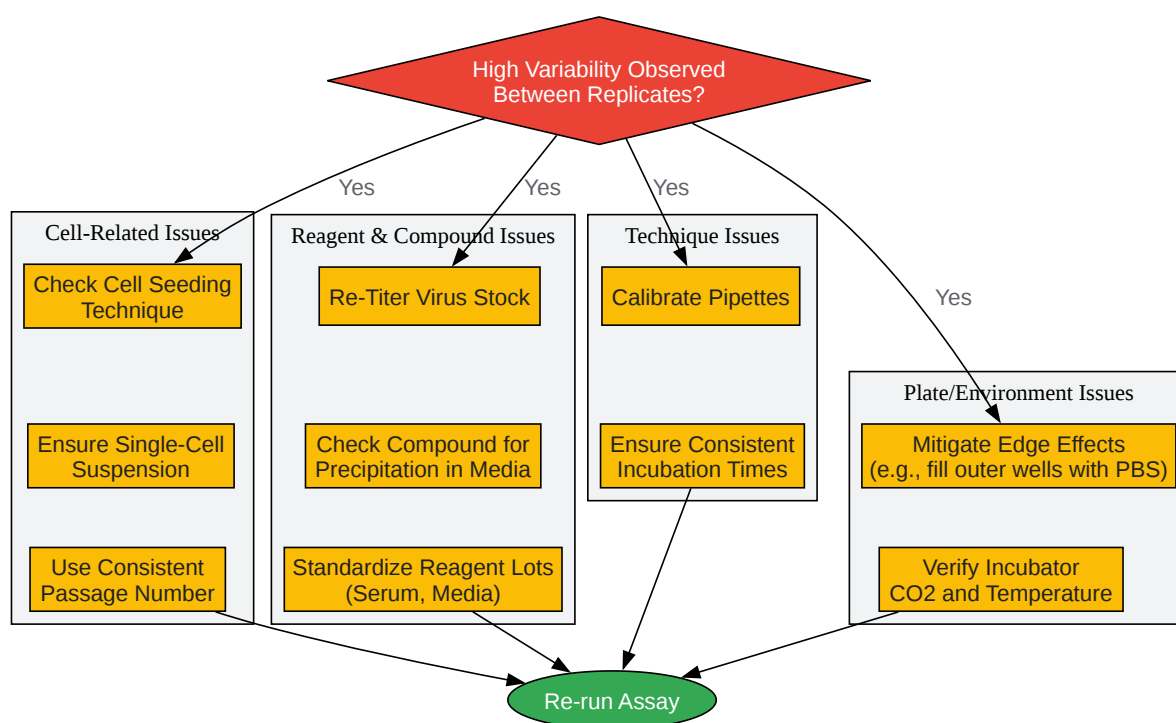 High Variability Observed
Between Replicates?
Yes
Yes
Yes
Yes
Cell-Related Issues
Check Cell Seeding
Technique
Ensure Single-Cell
Suspension
Use Consistent
Passage Number
Reagent & Compound Issues
Re-Titer Virus Stock
Check Compound for
Precipitation in Media
Standardize Reagent Lots
(Serum, Media)
Technique Issues
Calibrate Pipettes
Ensure Consistent
Incubation Times
Plate/Environment Issues
Mitigate Edge Effects
(e.g., fill outer wells with PBS)
Verify Incubator
CO2 and Temperature
Re-run Assay